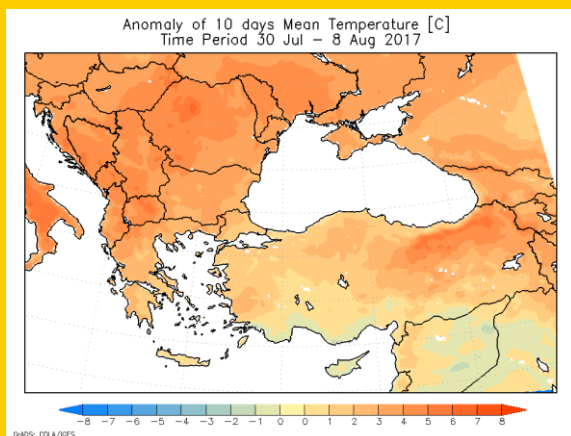 Anomaly of 10 days Mean Temperature [C]
Time Period 30 Jul – 8 Aug 2017
-8 -7 -6 -5 -4 -3 -2 -1 0 0 1 2 3 4 5 6 7 8
GrADS: COLA/IGES